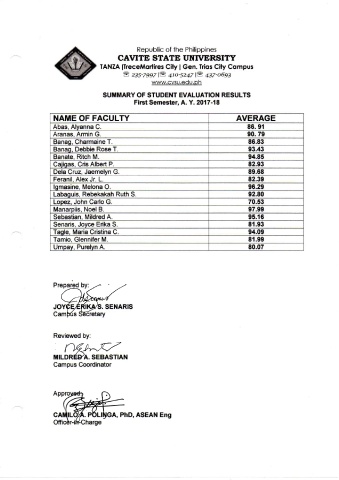 Republic of the Philippines
CAVITE STATE UNIVERSITY
TANZA |TreceMartires City | Gen. Trias City Campus
☏ 235-7997 |☏ 410-5247 |☏ 437-0693
www.cvsu.edu.ph
SUMMARY OF STUDENT EVALUATION RESULTS
First Semester, A. Y. 2017-18
NAME OF FACULTY AVERAGE
Abas, Alyanna C. 86. 91
Aranas, Armin G. 90. 79
Banag, Charmaine T. 86.83
Banag, Debbie Rose T. 93.43
Banate, Ritch M. 94.85
Cajigas, Cris Albert P. 82.93
Dela Cruz, Jaemelyn G. 89.68
Feranil, Alex Jr. L. 82.39
Igmasine, Melona O. 96.29
Labaguis, Rebekakah Ruth S. 92.80
Lopez, John Carlo G. 70.53
Manarpiis, Noel B. 97.99
Sebastian, Mildred A. 95.16
Senaris, Joyce Erika S. 81.93
Tagle, Maria Cristina C. 94.09
Tamio, Glennifer M. 81.99
Umpay, Purelyn A. 80.07
Prepared by:
JOYCE ERIKA S. SENARIS
Campus Secretary
Reviewed by:
MILDRED A. SEBASTIAN
Campus Coordinator
Approved:
CAMILO A. POLINGA, PhD, ASEAN Eng
Officer-in-Charge